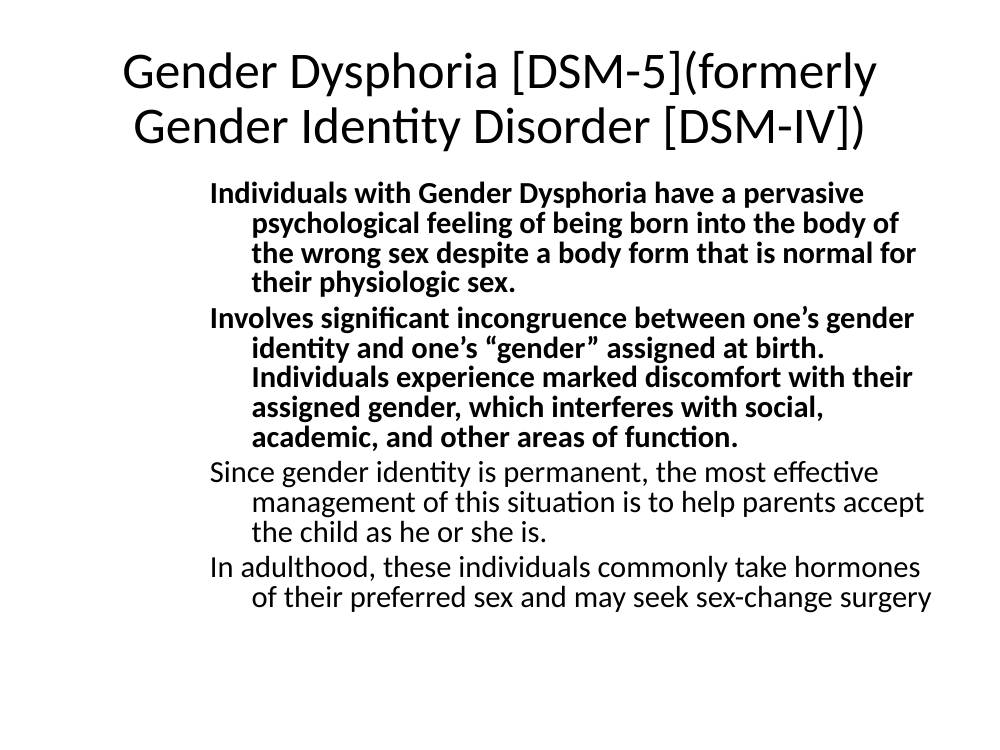 Gender Dysphoria [DSM-5](formerly
Gender Identity Disorder [DSM-IV])
Individuals with Gender Dysphoria have a pervasive
psychological feeling of being born into the body of
the wrong sex despite a body form that is normal for
their physiologic sex.
Involves significant incongruence between one’s gender
identity and one’s “gender” assigned at birth.
Individuals experience marked discomfort with their
assigned gender, which interferes with social,
academic, and other areas of function.
Since gender identity is permanent, the most effective
management of this situation is to help parents accept
the child as he or she is.
In adulthood, these individuals commonly take hormones
of their preferred sex and may seek sex-change surgery